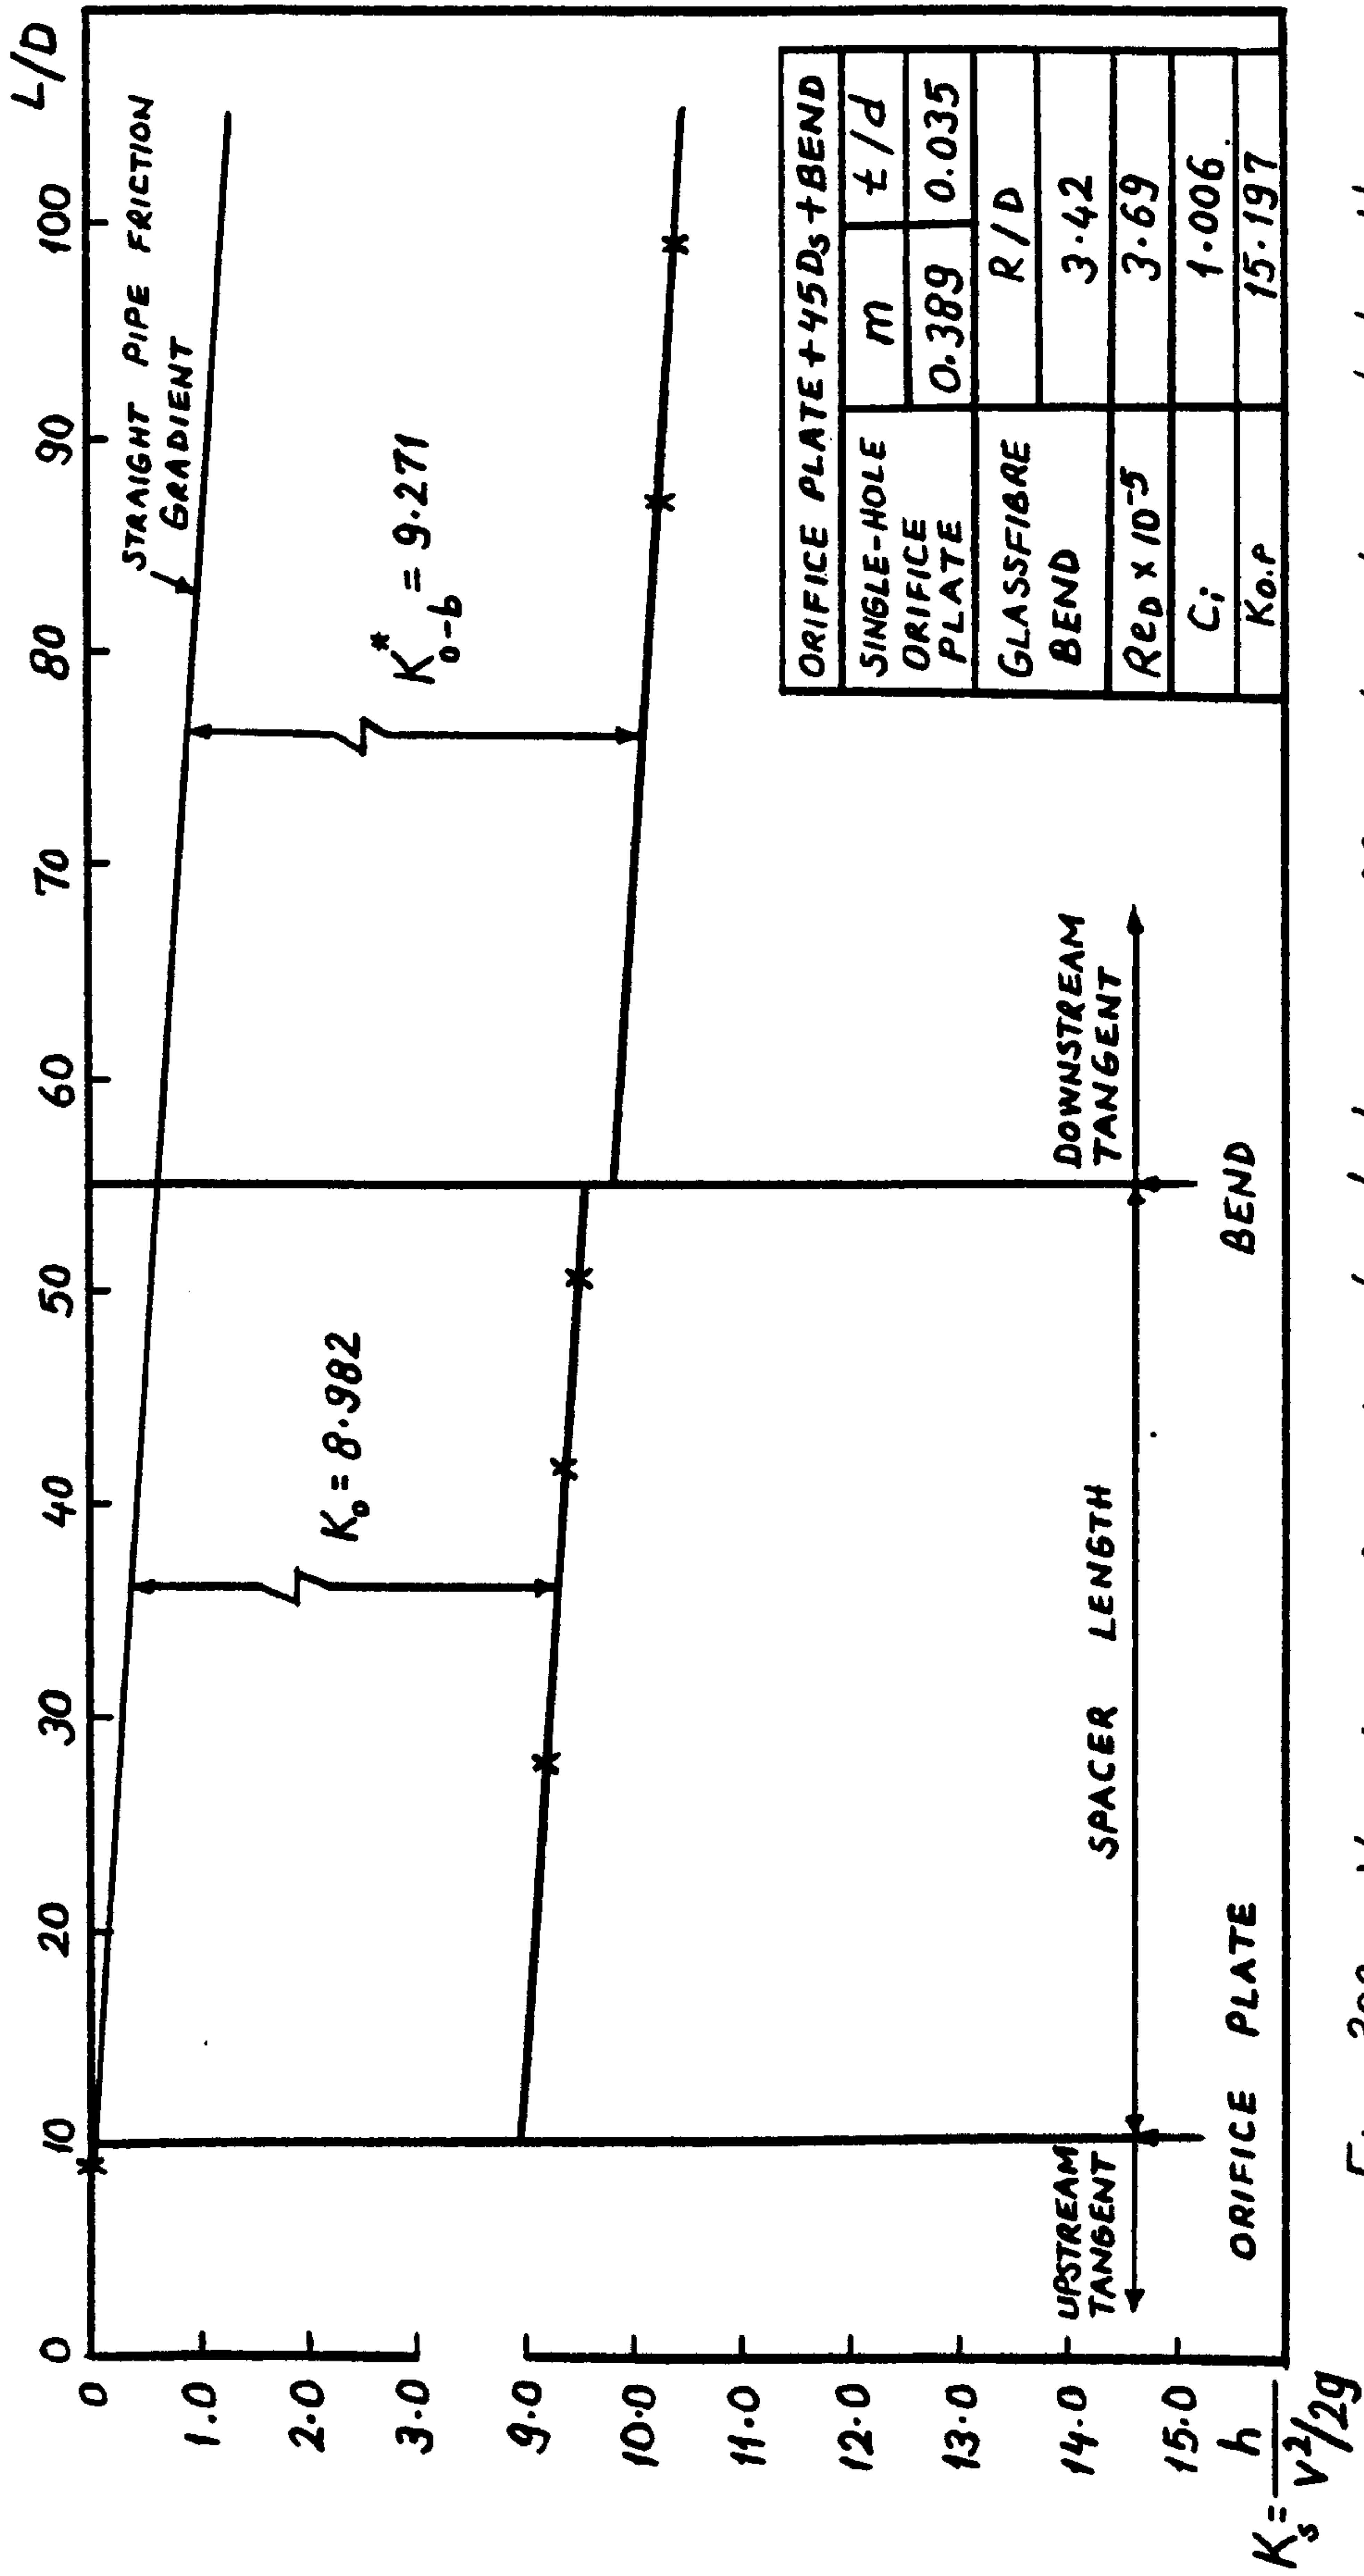 L/D
0 10 20 30 40 50 60 70 80 90 100
0
1.0
2.0
3.0
9.0
10.0
11.0
12.0
13.0
14.0
15.0
Ks = h / V²/2g
STRAIGHT PIPE FRICTION
GRADIENT
K₀ = 8.982
K*₀₋b = 9.271
UPSTREAM
TANGENT
SPACER LENGTH
DOWNSTREAM
TANGENT
ORIFICE PLATE
BEND
ORIFICE PLATE + 45Ds + BEND
SINGLE-HOLE
ORIFICE
PLATE
m t/d
0.389 0.035
GLASSFIBRE
BEND
R/D
3.42
ReD x 10⁻⁵ 3.69
Ci 1.006
Ko.p 15.197